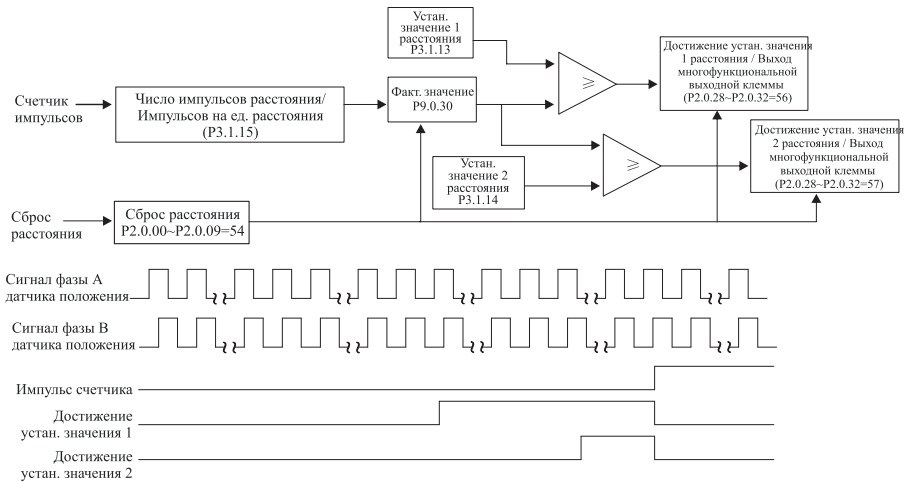 Устан.
значение 1
расстояния
P3.1.13
Достижение устан. значения
1 расстояния / Выход
многофункциональной
выходной клеммы
(P2.0.28~P2.0.32=56)
Счетчик
импульсов
Число импульсов расстояния/
Импульсов на ед. расстояния
(P3.1.15)
Факт. значение
P9.0.30
≥
Достижение устан. значения
2 расстояния / Выход
многофункциональной
выходной клеммы
(P2.0.28~P2.0.32=57)
Устан.
значение 2
расстояния
P3.1.14
≥
Сброс
расстояния
Сброс расстояния
P2.0.00~P2.0.09=54
Сигнал фазы A
датчика положения
Сигнал фазы B
датчика положения
Импульс счетчика
Достижение
устан. значения 1
Достижение
устан. значения 2